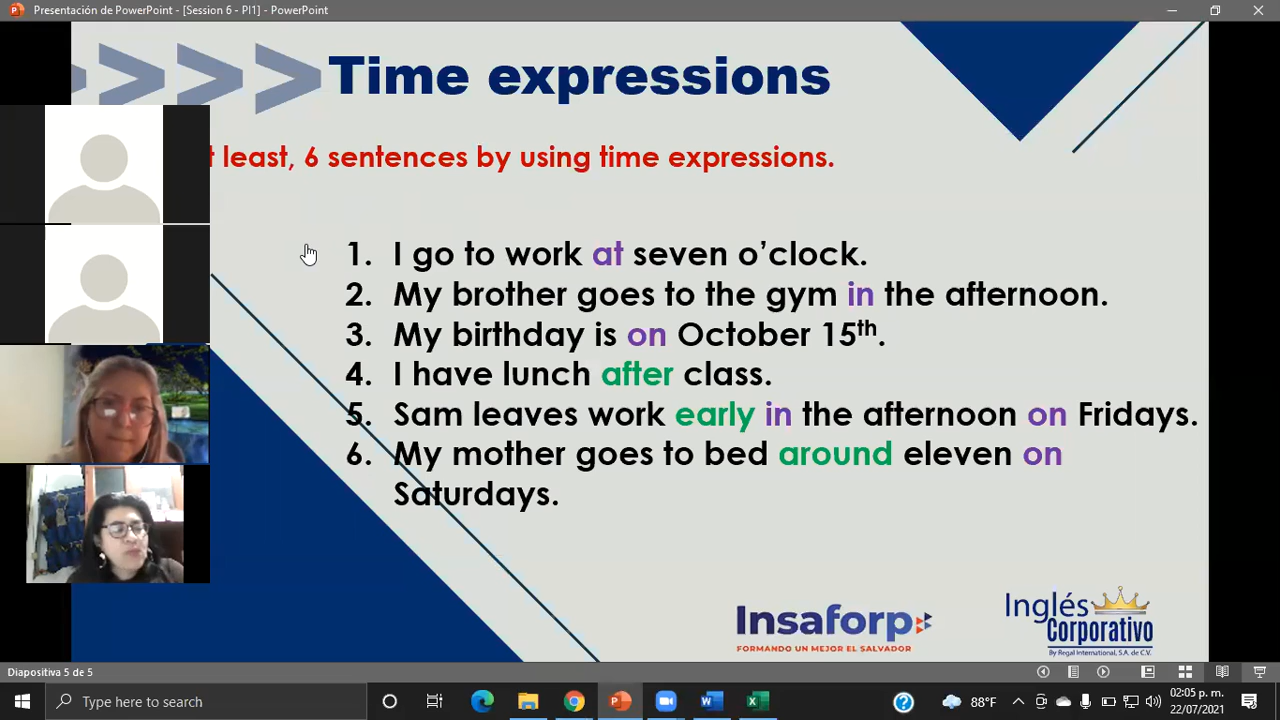 Presentación de PowerPoint - [Session 6 - PI1] - PowerPoint
Time expressions
t least, 6 sentences by using time expressions.
1. I go to work at seven o’clock.
2. My brother goes to the gym in the afternoon.
3. My birthday is on October 15th.
4. I have lunch after class.
5. Sam leaves work early in the afternoon on Fridays.
6. My mother goes to bed around eleven on
Saturdays.
Insaforp
FORMANDO UN MEJOR EL SALVADOR
Inglés
Corporativo
By Regal International, S.A. de C.V.
Diapositiva 5 de 5
Type here to search
88°F
02:05 p. m.
22/07/2021